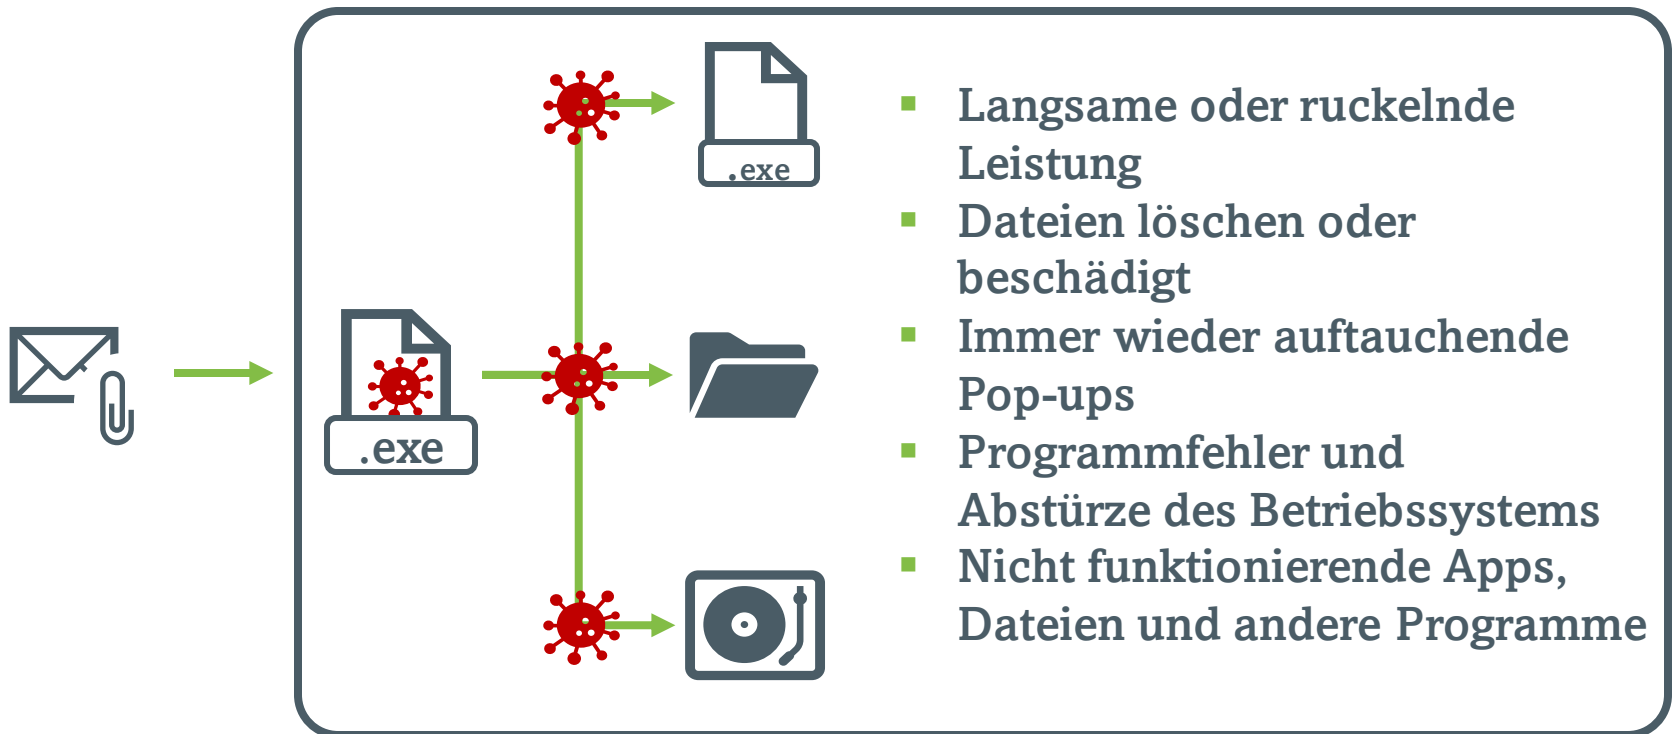 .exe
.exe
Langsame oder ruckelnde
Leistung
Dateien löschen oder
beschädigt
Immer wieder auftauchende
Pop-ups
Programmfehler und
Abstürze des Betriebssystems
Nicht funktionierende Apps,
Dateien und andere Programme